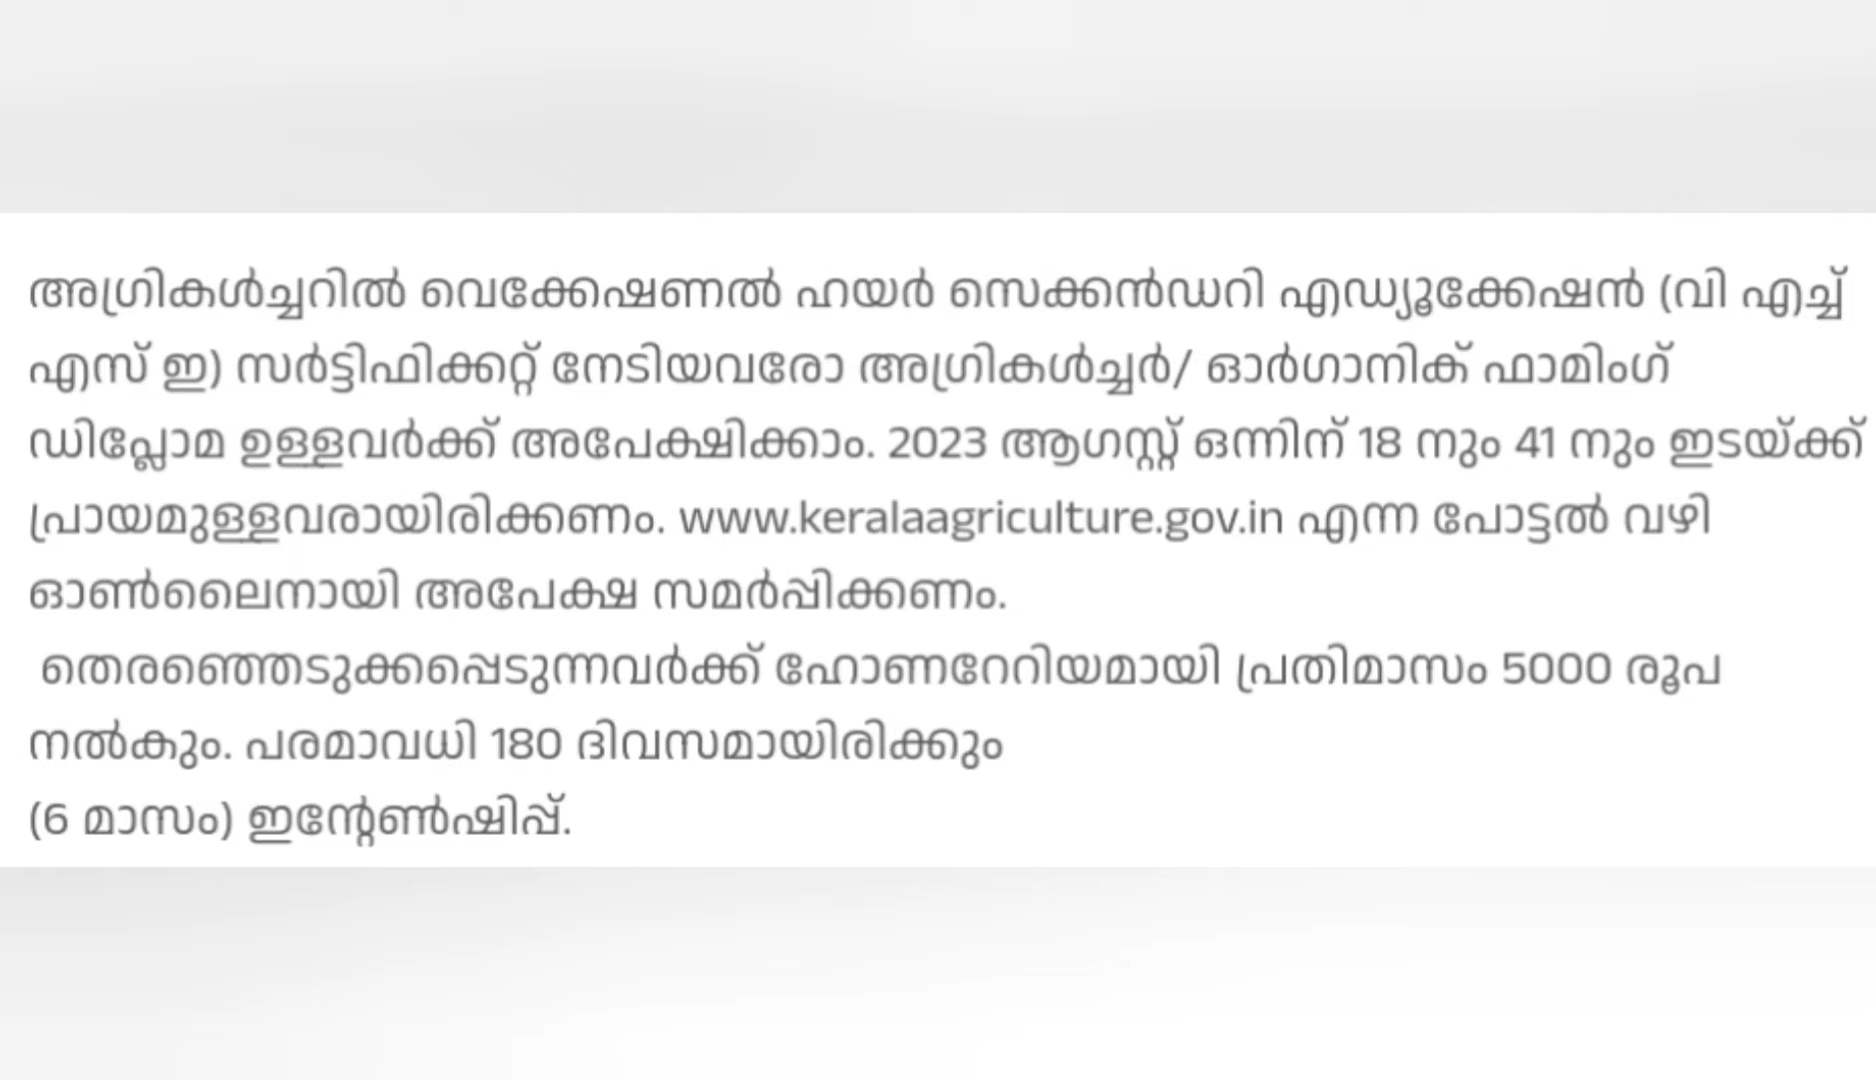 അഗ്രികൾച്ചറിൽ വെക്കേഷണൽ ഹയർ സെക്കൻഡറി എഡ്യൂക്കേഷൻ (വി എച്ച്
എസ് ഇ) സർട്ടിഫിക്കറ്റ് നേടിയവരോ അഗ്രികൾച്ചർ/ ഓർഗാനിക് ഫാമിംഗ്
ഡിപ്ലോമ ഉള്ളവർക്ക് അപേക്ഷിക്കാം. 2023 ആഗസ്റ്റ് ഒന്നിന് 18 നും 41 നും ഇടയ്ക്ക്
പ്രായമുള്ളവരായിരിക്കണം. www.keralaagriculture.gov.in എന്ന പോട്ടൽ വഴി
ഓൺലൈനായി അപേക്ഷ സമർപ്പിക്കണം.
തെരഞ്ഞെടുക്കപ്പെടുന്നവർക്ക് ഹോണറേറിയമായി പ്രതിമാസം 5000 രൂപ
നൽകും. പരമാവധി 180 ദിവസമായിരിക്കും
(6 മാസം) ഇന്റേൺഷിപ്പ്.